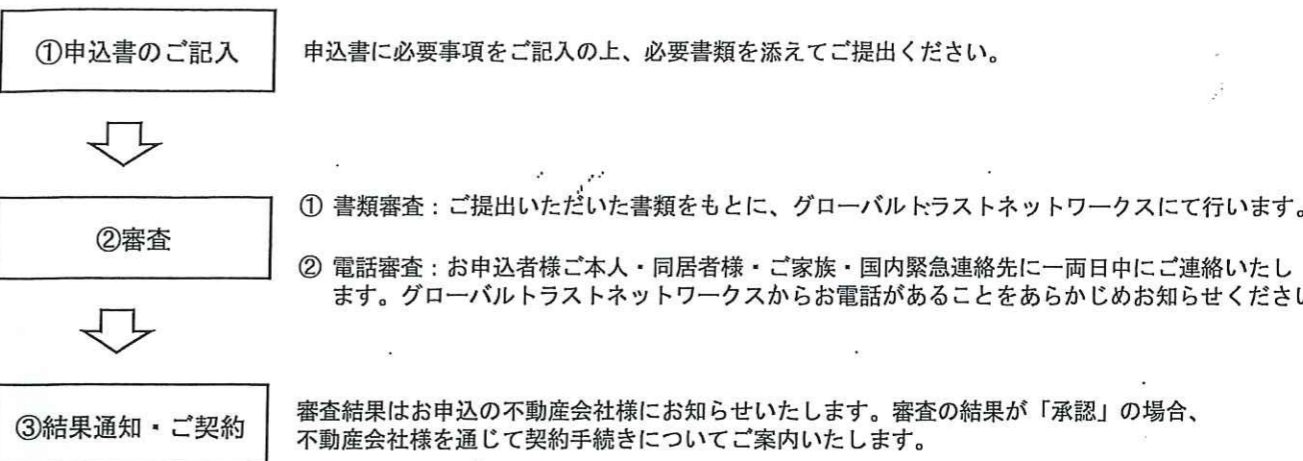 ①申込書のご記入
申込書に必要事項をご記入の上、必要書類を添えてご提出ください。
②審査
① 書類審査：ご提出いただいた書類をもとに、グローバルトラストネットワークスにて行います。
② 電話審査：お申込者様ご本人・同居者様・ご家族・国内緊急連絡先に一両日中にご連絡いたし
ます。グローバルトラストネットワークスからお電話があることをあらかじめお知らせくださ
③結果通知・ご契約
審査結果はお申込の不動産会社様にお知らせいたします。審査の結果が「承認」の場合、
不動産会社様を通じて契約手続きについてご案内いたします。